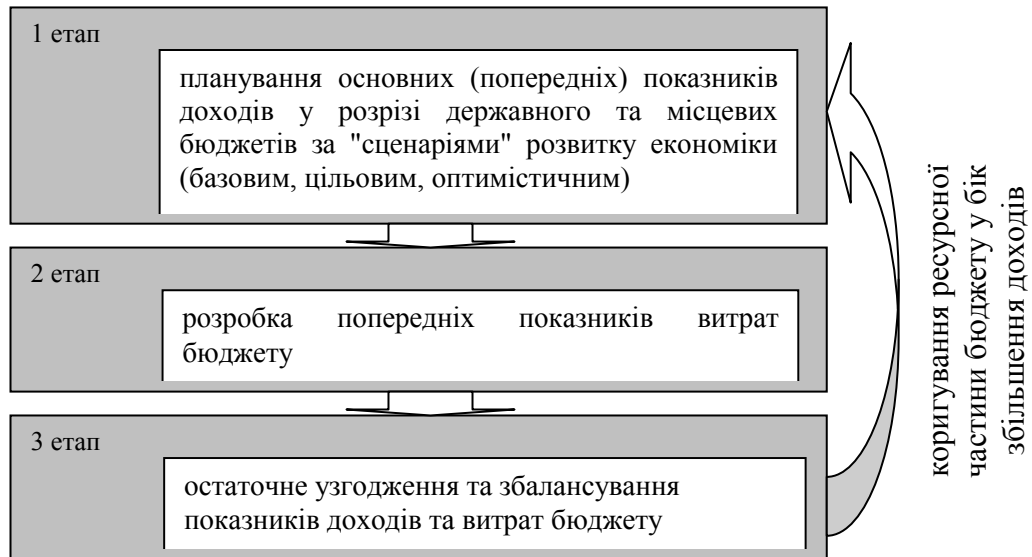 1 етап
планування основних (попередніх) показників
доходів у розрізі державного та місцевих
бюджетів за "сценаріями" розвитку економіки
(базовим, цільовим, оптимістичним)
2 етап
розробка попередніх показників витрат
бюджету
3 етап
остаточне узгодження та збалансування
показників доходів та витрат бюджету
коригування ресурсної
частини бюджету у бік
збільшення доходів